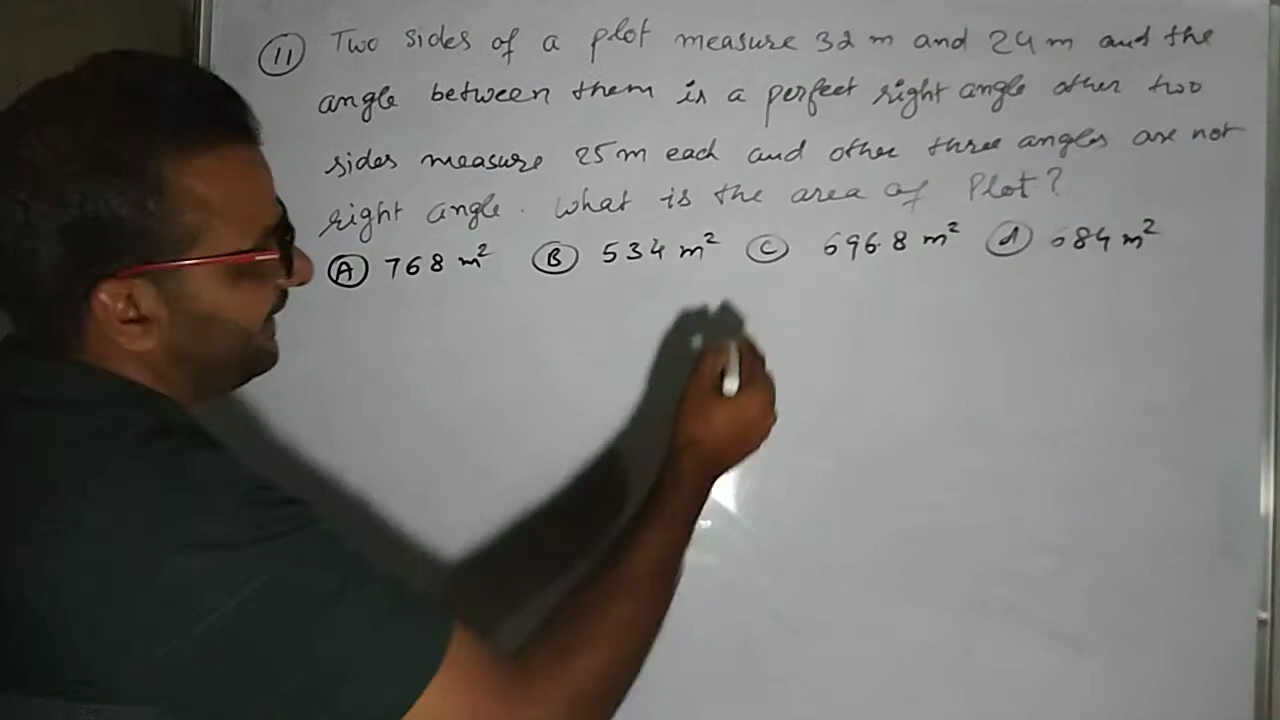 11 Two sides of a plot measure 32 m and 24 m and the
angle between them is a perfect right angle other two
sides measure 25 m each and other three angles are not
right angle. What is the area of Plot?
A 768 m² B 534 m² C 696.8 m² d 684 m²